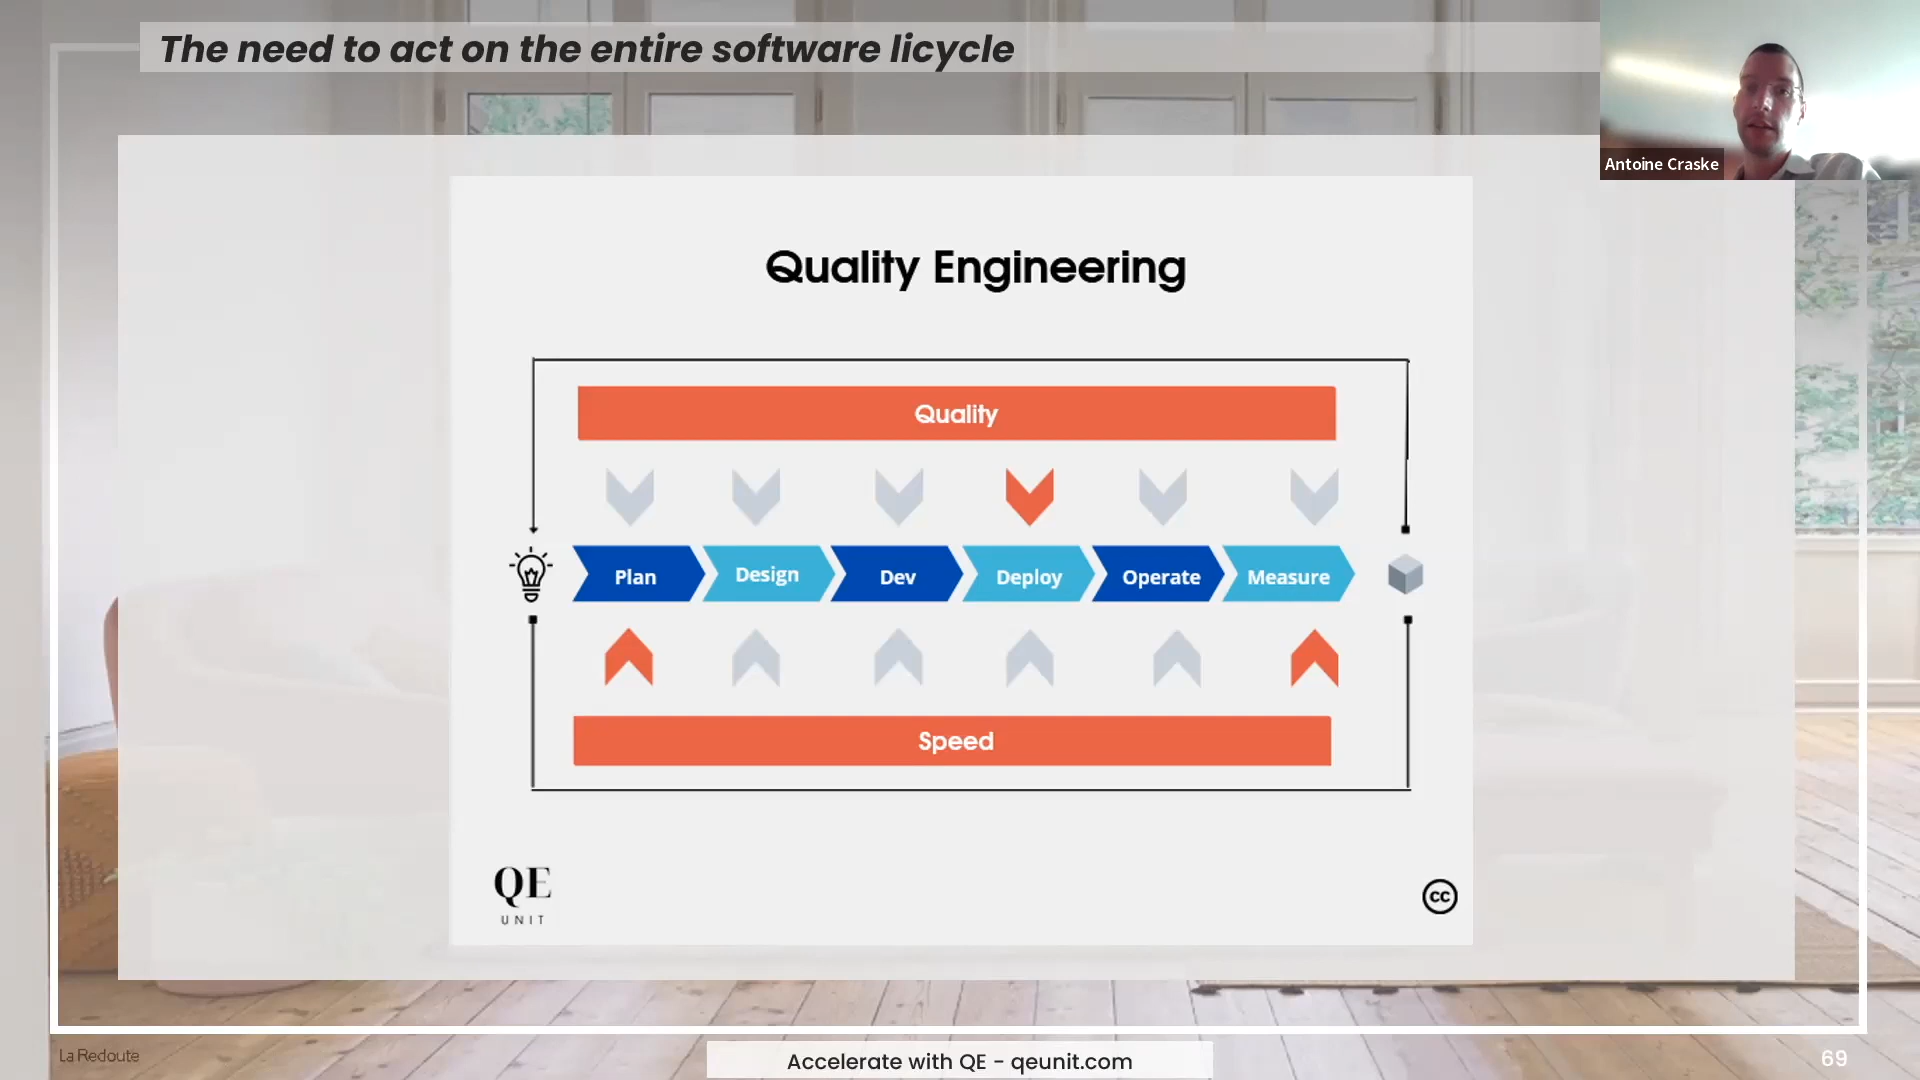 The need to act on the entire software licycle
Antoine Craske
Quality Engineering
Quality
Plan
Design
Dev
Deploy
Operate
Measure
Speed
QE
UNIT
cc
La Redoute
Accelerate with QE - qeunit.com
69